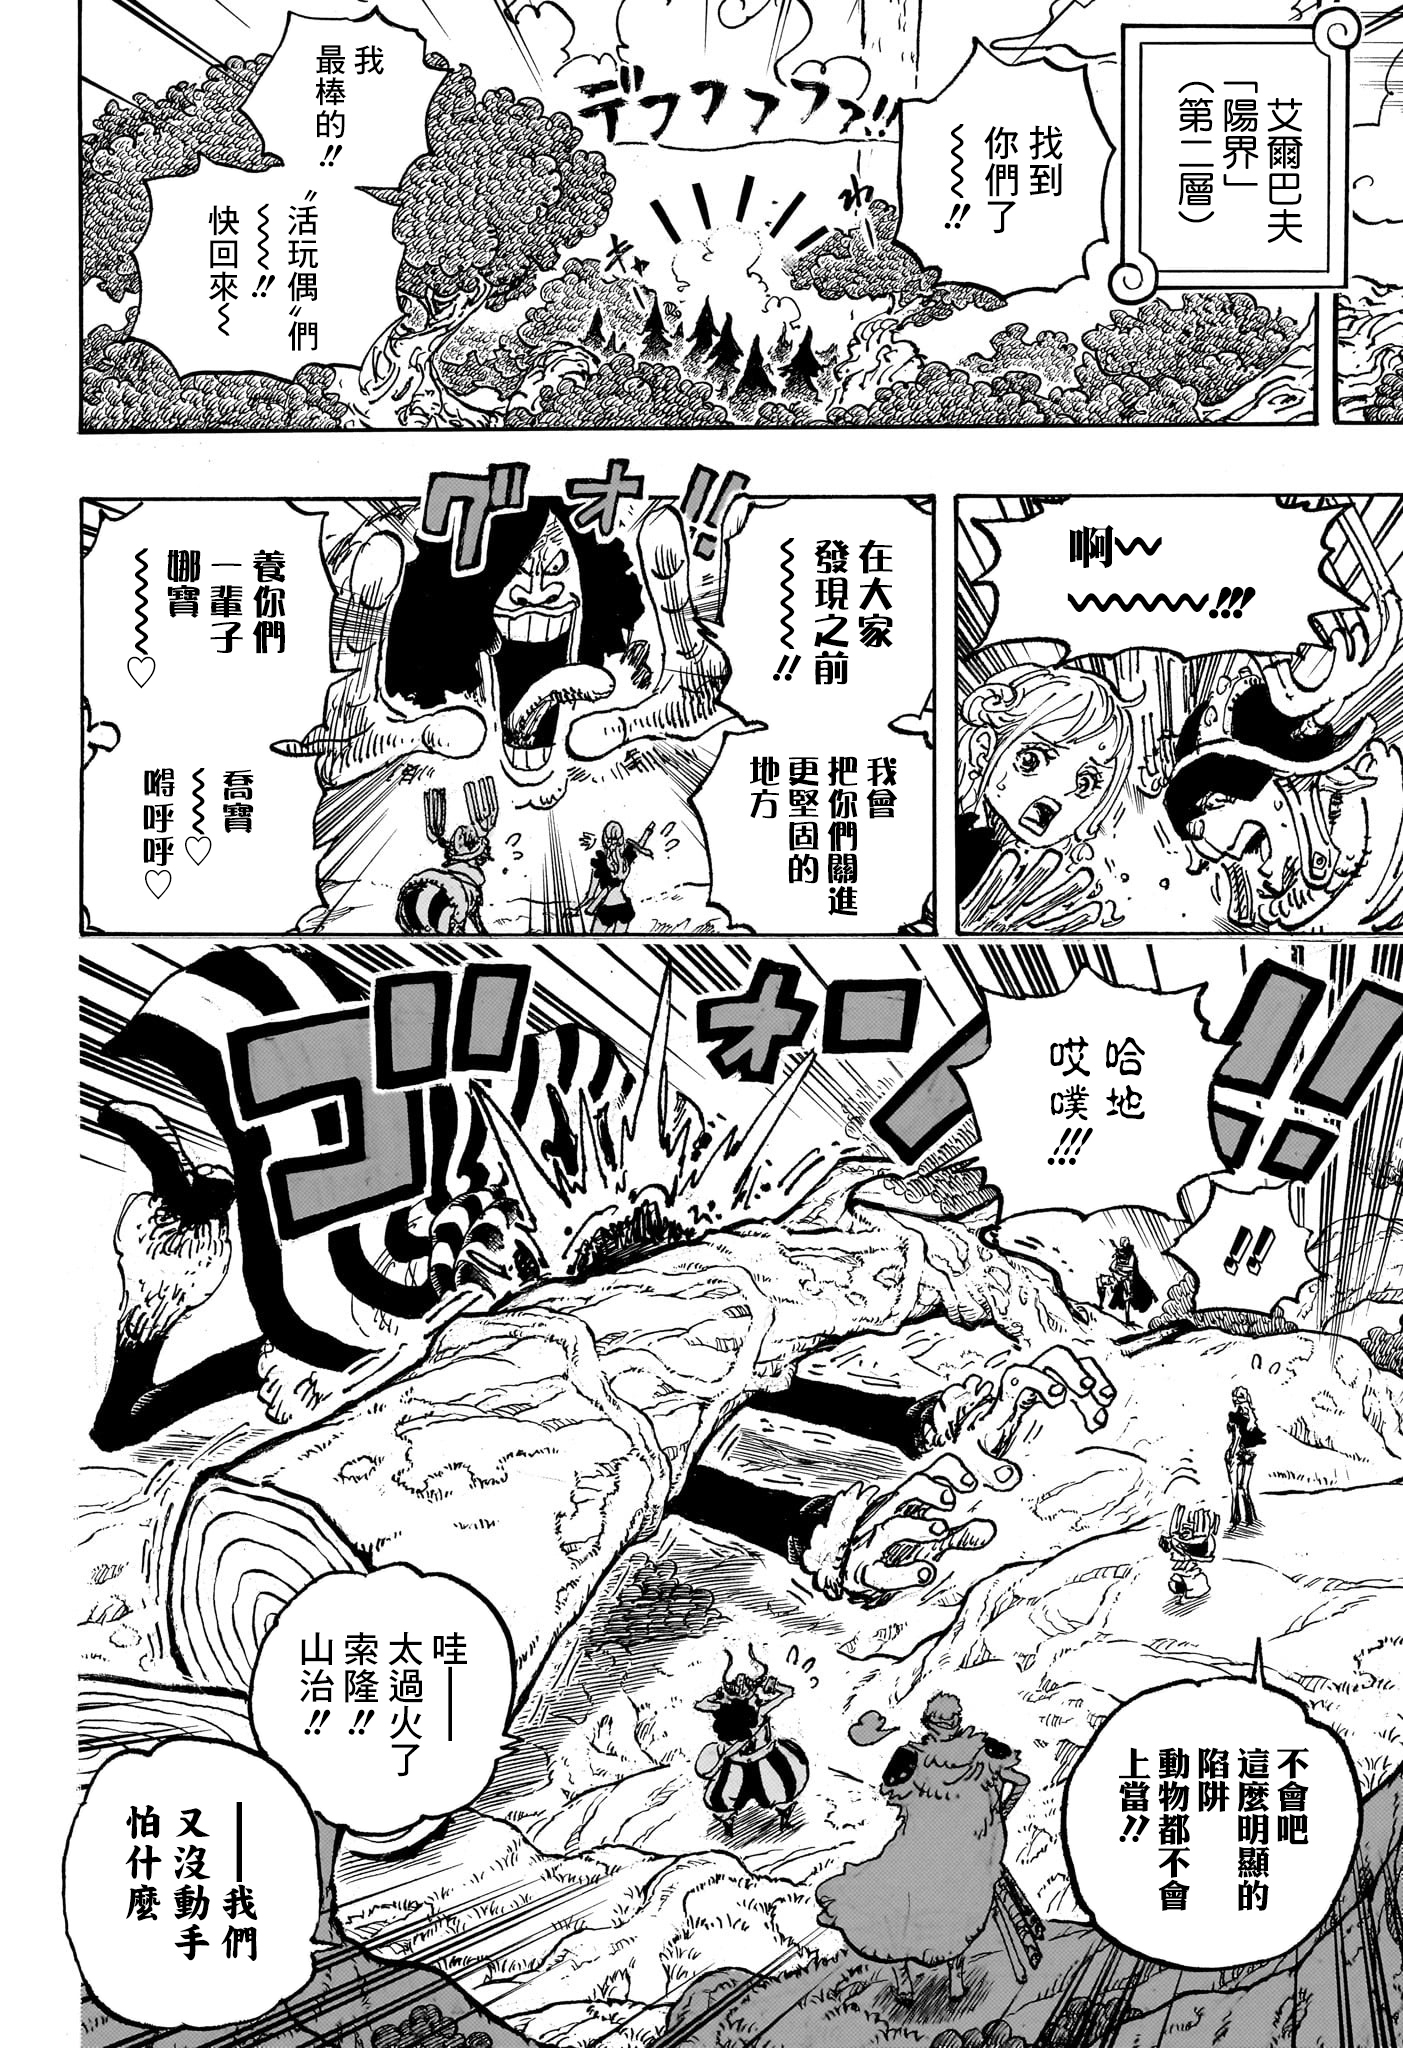 艾爾巴夫
「陽界」
（第二層）
找到
你們了
〰〰!!
デフフフフフッ!!
わー
キャー
我
最棒的!!
〝活玩偶〞們
〰〰!!
快回來〰
啊〰
〰〰〰!!!
グオ!!
在大家
發現之前
〰〰!!
我會
把你們關進
更堅固的
地方
養你們
一輩子
娜寶
〰〰♡
喬寶
〰〰♡
嘚呼呼♡
ゴオン!!
哈地
哎噗!!!
!!
不會吧
這麼明顯的
陷阱
動物都不會
上當!!
哇——
太過火了
索隆!!
山治!!
——我們
又沒動手
怕什麼